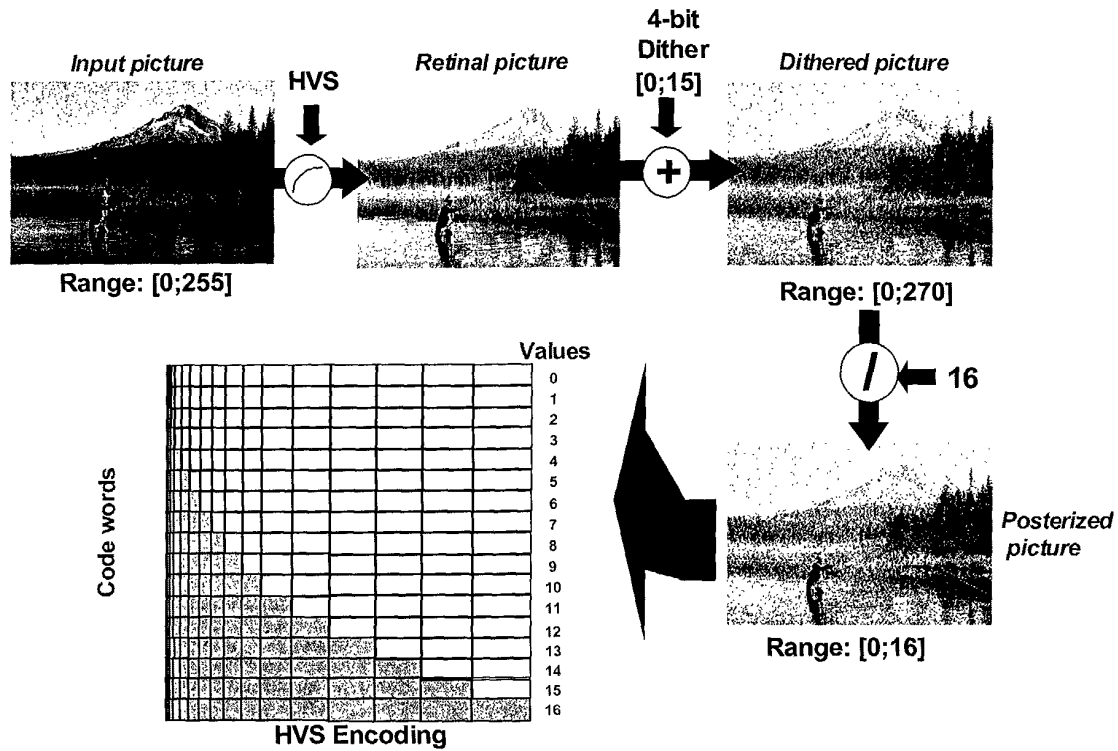 Input picture
HVS
Retinal picture
4-bit
Dither
[0;15]
Dithered picture
+
Range: [0;255]
Range: [0;270]
/
16
Values
0
1
2
3
4
5
6
7
8
9
10
11
12
13
14
15
16
Code words
HVS Encoding
Posterized
picture
Range: [0;16]